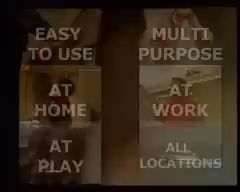 EASY
TO USE
MULTI
PURPOSE
AT
HOME
AT
WORK
AT
PLAY
ALL
LOCATIONS